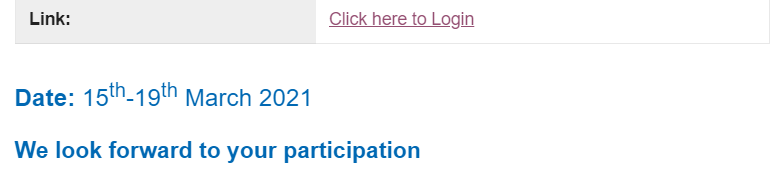 Link: Click here to Login
Date: 15th-19th March 2021
We look forward to your participation